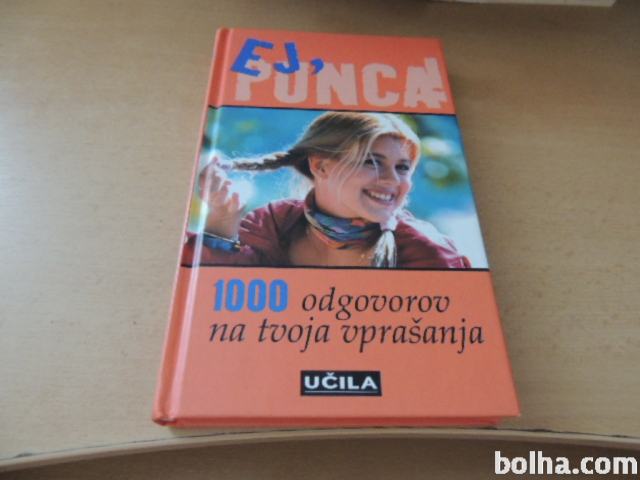 EJ,
PUNCA!
1000 odgovorov
na tvoja vprašanja
UČILA
bolha.com